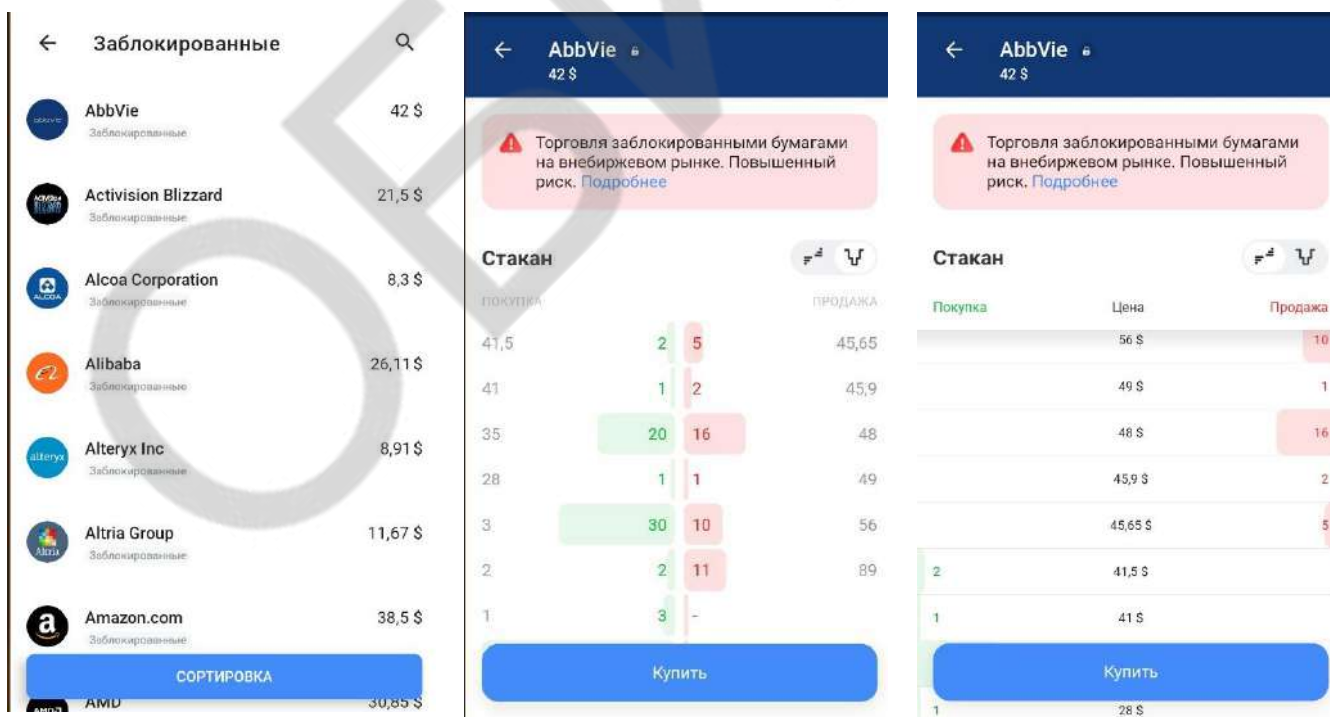 Заблокированные
AbbVie
42 $
Заблокированные
Activision Blizzard
21,5 $
Заблокированные
Alcoa Corporation
8,3 $
Заблокированные
Alibaba
26,11 $
Заблокированные
Alteryx Inc
8,91 $
Заблокированные
Altria Group
11,67 $
Заблокированные
Amazon.com
38,5 $
Заблокированные
СОРТИРОВКА
AMD
30,85 $
AbbVie
42 $
Торговля заблокированными бумагами
на внебиржевом рынке. Повышенный
риск. Подробнее
Стакан
ПОКУПКА ПРОДАЖА
41,5 2 5 45,65
41 1 2 45,9
35 20 16 48
28 1 1 49
3 30 10 56
2 2 11 89
1 3 -
Купить
AbbVie
42 $
Торговля заблокированными бумагами
на внебиржевом рынке. Повышенный
риск. Подробнее
Стакан
Покупка Цена Продажа
56 $ 10
49 $ 1
48 $ 16
45,9 $ 2
45,65 $ 5
2 41,5 $
1 41 $
Купить
1 28 $